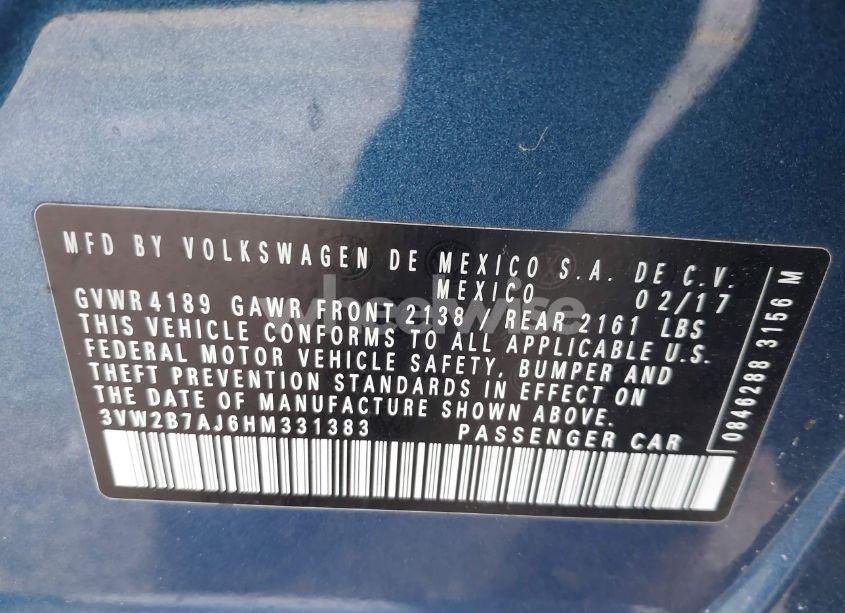 MFD BY VOLKSWAGEN DE MEXICO S.A. DE C.V.
MEXICO 02/17
GVWR 4189 GAWR FRONT 2138 / REAR 2161 LBS
THIS VEHICLE CONFORMS TO ALL APPLICABLE U.S.
FEDERAL MOTOR VEHICLE SAFETY, BUMPER AND
THEFT PREVENTION STANDARDS IN EFFECT ON
THE DATE OF MANUFACTURE SHOWN ABOVE.
3VW2B7AJ6HM331383 PASSENGER CAR
0846288 3156 M
wheelwise